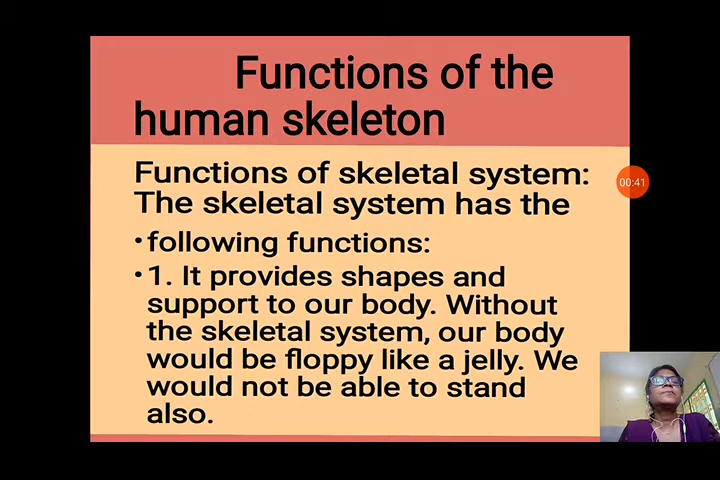 Functions of the
human skeleton
Functions of skeletal system:
The skeletal system has the
• following functions:
• 1. It provides shapes and
support to our body. Without
the skeletal system, our body
would be floppy like a jelly. We
would not be able to stand
also.
00:41